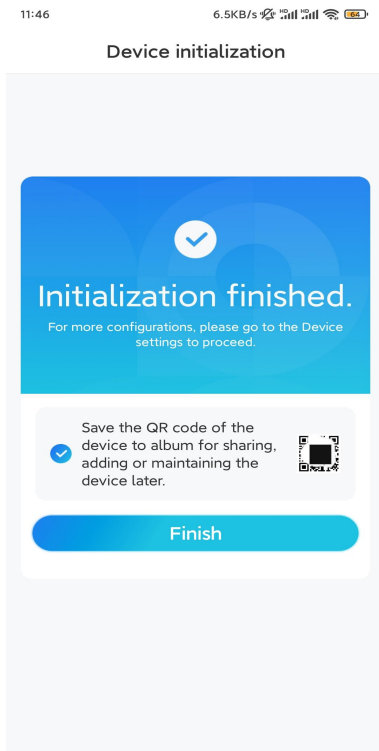 11:46
6.5KB/s HD HD 64
Device initialization
Initialization finished.
For more configurations, please go to the Device
settings to proceed.
Save the QR code of the
device to album for sharing,
adding or maintaining the
device later.
Finish